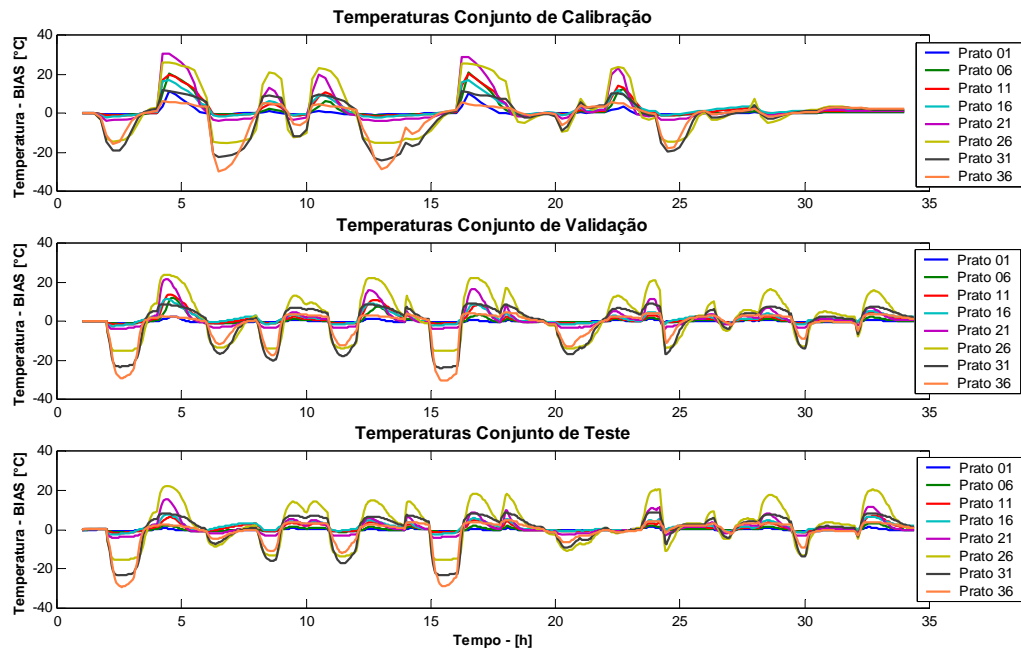 Temperaturas Conjunto de Calibração
Temperatura - BIAS [°C]
40
20
0
-20
-40
0
5
10
15
20
25
30
35
Prato 01
Prato 06
Prato 11
Prato 16
Prato 21
Prato 26
Prato 31
Prato 36
Temperaturas Conjunto de Validação
Temperatura - BIAS [°C]
40
20
0
-20
-40
0
5
10
15
20
25
30
35
Prato 01
Prato 06
Prato 11
Prato 16
Prato 21
Prato 26
Prato 31
Prato 36
Temperaturas Conjunto de Teste
Temperatura - BIAS [°C]
40
20
0
-20
-40
0
5
10
15
20
25
30
35
Prato 01
Prato 06
Prato 11
Prato 16
Prato 21
Prato 26
Prato 31
Prato 36
Tempo - [h]